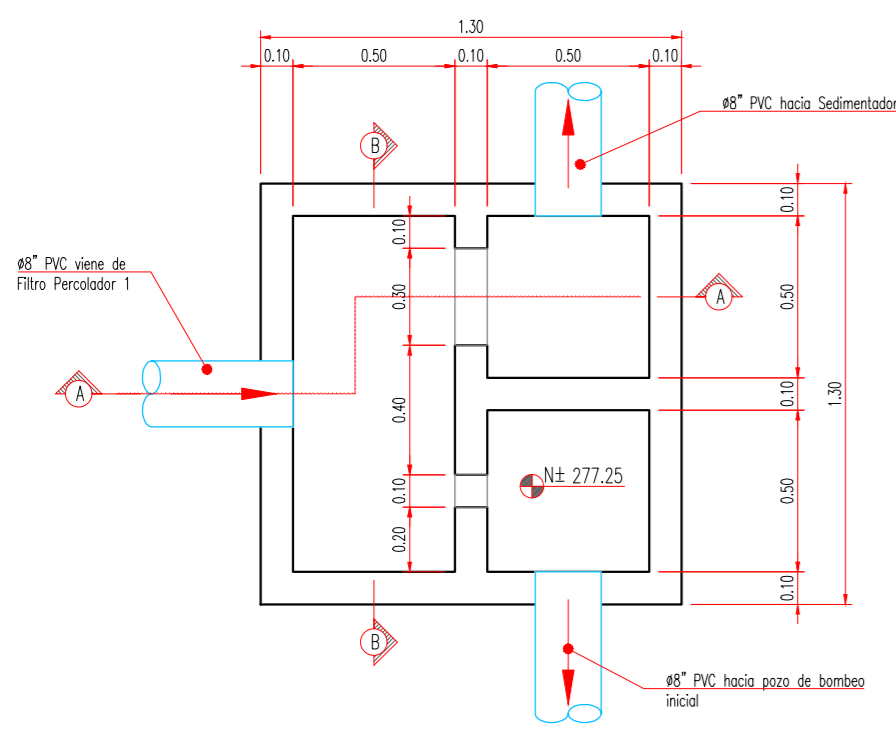 1.30
0.10 0.50 0.10 0.50 0.10
ø8" PVC hacia Sedimentador
B
0.10
0.10
ø8" PVC viene de
Filtro Percolador 1
0.30
A
0.50
A
0.10
1.30
0.40
N± 277.25
0.10
0.50
0.20
0.10
B
ø8" PVC hacia pozo de bombeo
inicial